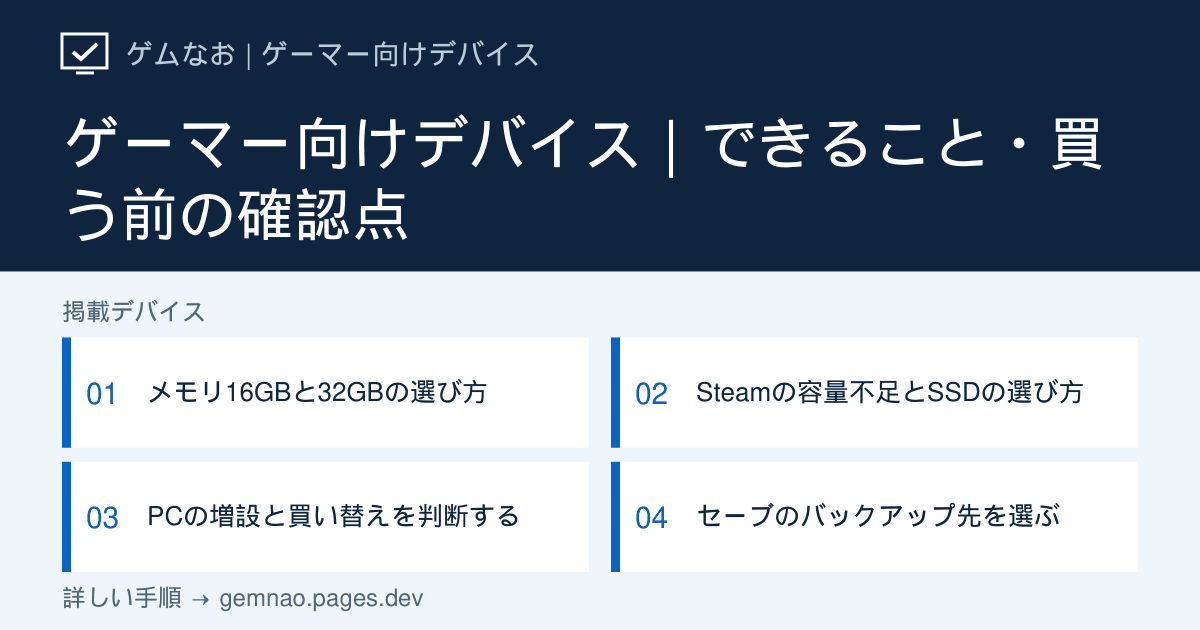 ゲムなお | ゲーマー向けデバイス
ゲーマー向けデバイス | できること・買
う前の確認点
掲載デバイス
01 メモリ16GBと32GBの選び方
02 Steamの容量不足とSSDの選び方
03 PCの増設と買い替えを判断する
04 セーブのバックアップ先を選ぶ
詳しい手順 → gemnao.pages.dev